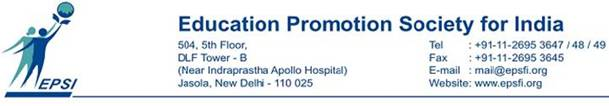 Education Promotion Society for India
504, 5th Floor, Tel : +91-11-2695 3647 / 48 / 49
DLF Tower - B Fax : +91-11-2695 3645
(Near Indraprastha Apollo Hospital) E-mail : mail@epsfi.org
Jasola, New Delhi - 110 025 Website: www.epsfi.org
EPSI